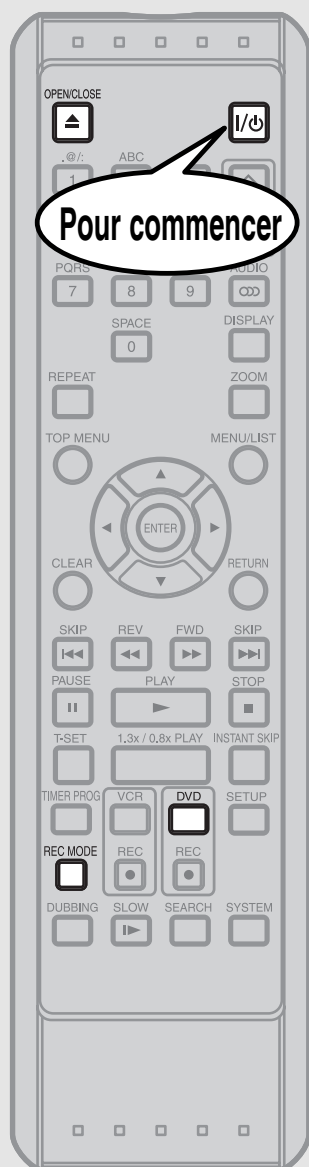 OPEN/CLOSE
I/⏻
.@/: ABC
1
Pour commencer
PQRS AUDIO
7 8 9
SPACE DISPLAY
0
REPEAT ZOOM
TOP MENU MENU/LIST
ENTER
CLEAR RETURN
SKIP REV FWD SKIP
PAUSE PLAY STOP
T-SET 1.3x / 0.8x PLAY INSTANT SKIP
TIMER PROG. VCR DVD SETUP
REC MODE REC REC
DUBBING SLOW SEARCH SYSTEM